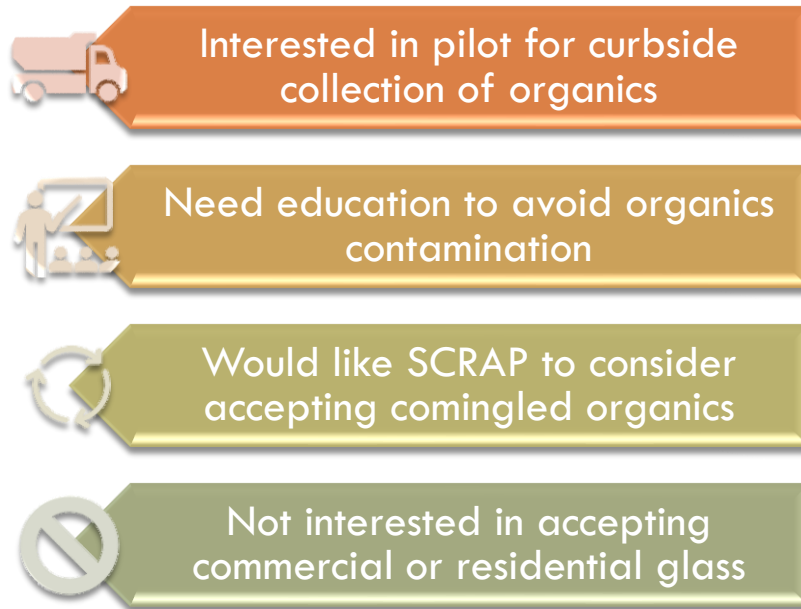 Interested in pilot for curbside
collection of organics
Need education to avoid organics
contamination
Would like SCRAP to consider
accepting comingled organics
Not interested in accepting
commercial or residential glass